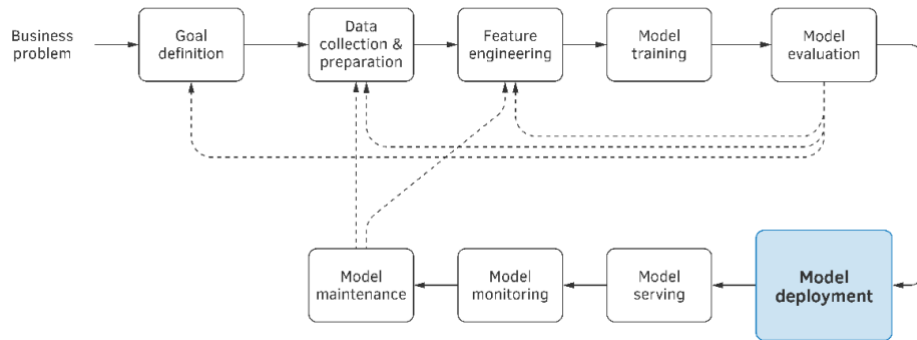 Business
problem
Goal
definition
Data
collection &
preparation
Feature
engineering
Model
training
Model
evaluation
Model
maintenance
Model
monitoring
Model
serving
Model
deployment